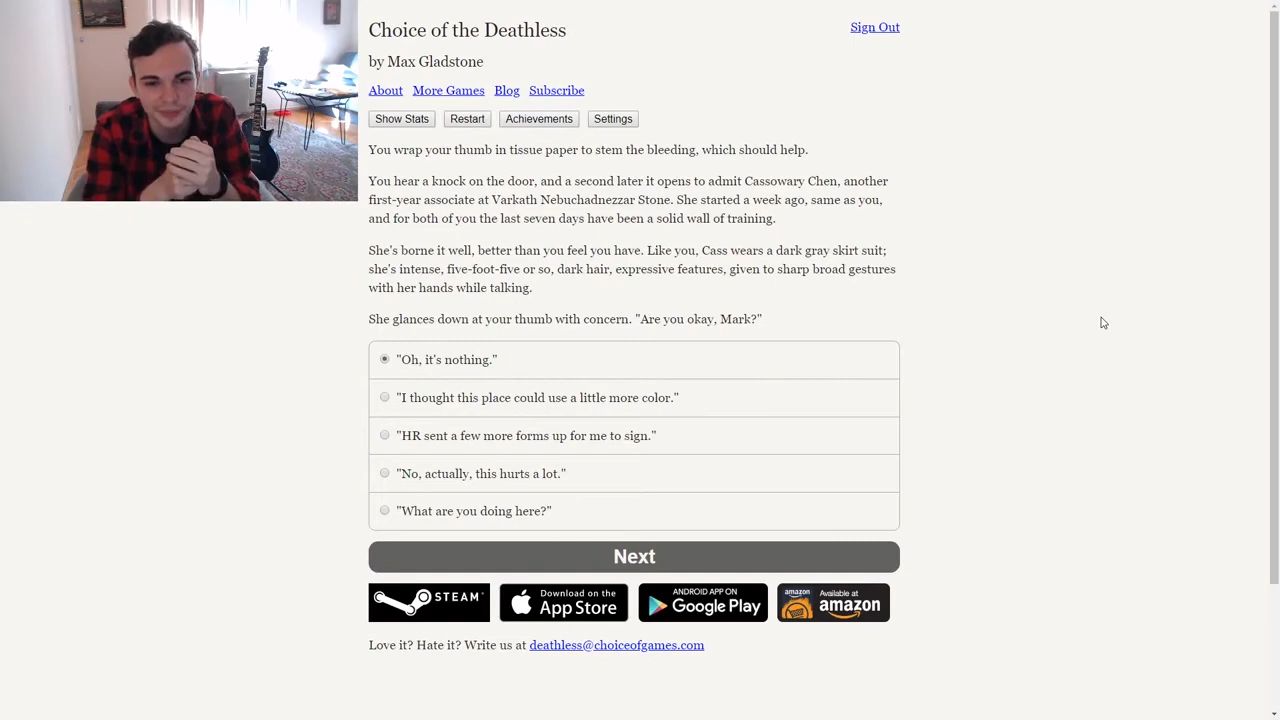 Choice of the Deathless
Sign Out
by Max Gladstone
About More Games Blog Subscribe
Show Stats Restart Achievements Settings
You wrap your thumb in tissue paper to stem the bleeding, which should help.
You hear a knock on the door, and a second later it opens to admit Cassowary Chen, another
first-year associate at Varkath Nebuchadnezzar Stone. She started a week ago, same as you,
and for both of you the last seven days have been a solid wall of training.
She's borne it well, better than you feel you have. Like you, Cass wears a dark gray skirt suit;
she's intense, five-foot-five or so, dark hair, expressive features, given to sharp broad gestures
with her hands while talking.
She glances down at your thumb with concern. "Are you okay, Mark?"
"Oh, it's nothing."
"I thought this place could use a little more color."
"HR sent a few more forms up for me to sign."
"No, actually, this hurts a lot."
"What are you doing here?"
Next
STEAM
Download on the
App Store
ANDROID APP ON
Google Play
amazon
Available at
amazon
Love it? Hate it? Write us at deathless@choiceofgames.com